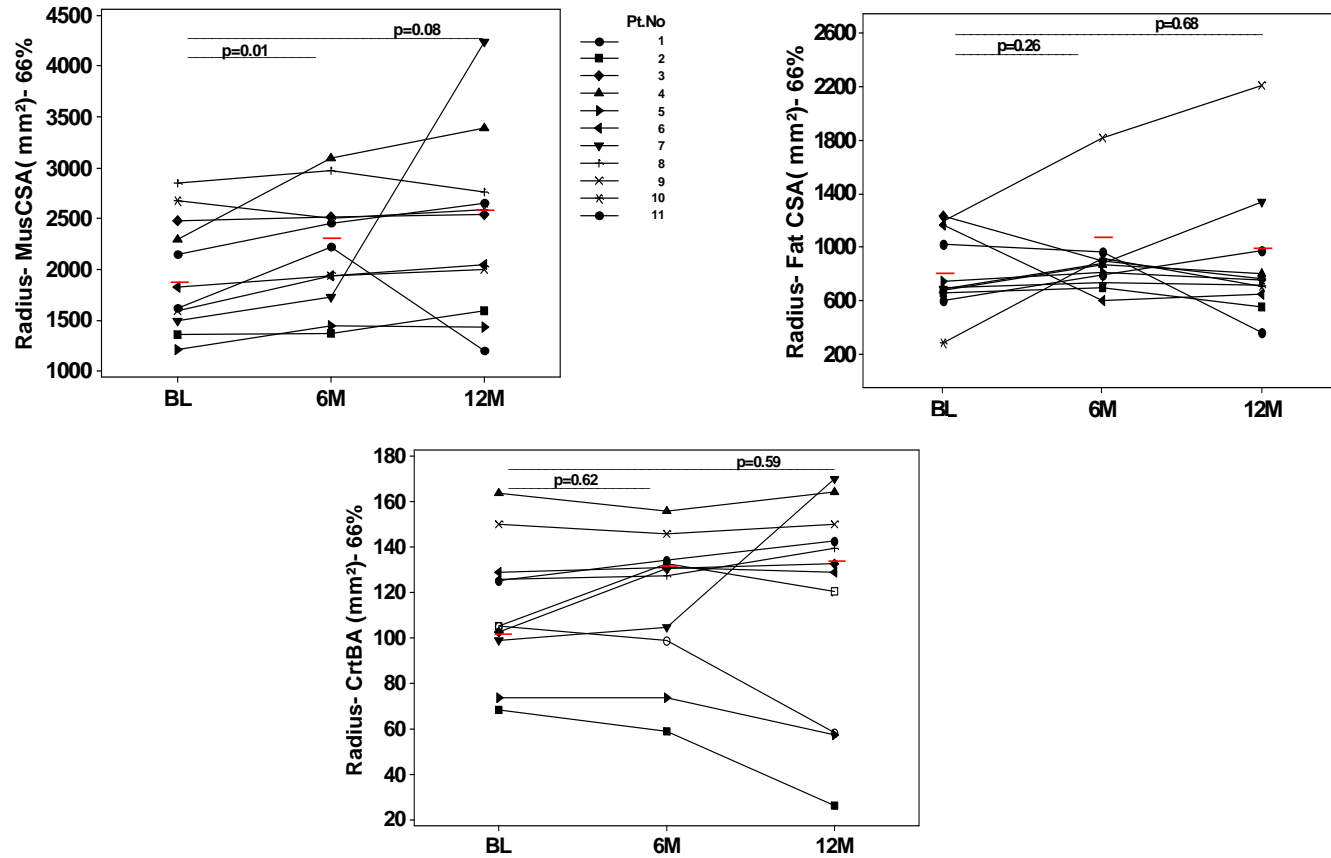 Radius- MusCSA( mm²)- 66%
4500
4000
3500
3000
2500
2000
1500
1000
p=0.08
p=0.01
BL 6M 12M
Pt.No
1
2
3
4
5
6
7
8
9
10
11
Radius- Fat CSA( mm²)- 66%
2600
2200
1800
1400
1000
600
200
p=0.68
p=0.26
BL 6M 12M
Radius- CrtBA (mm²)- 66%
180
160
140
120
100
80
60
40
20
p=0.59
p=0.62
BL 6M 12M